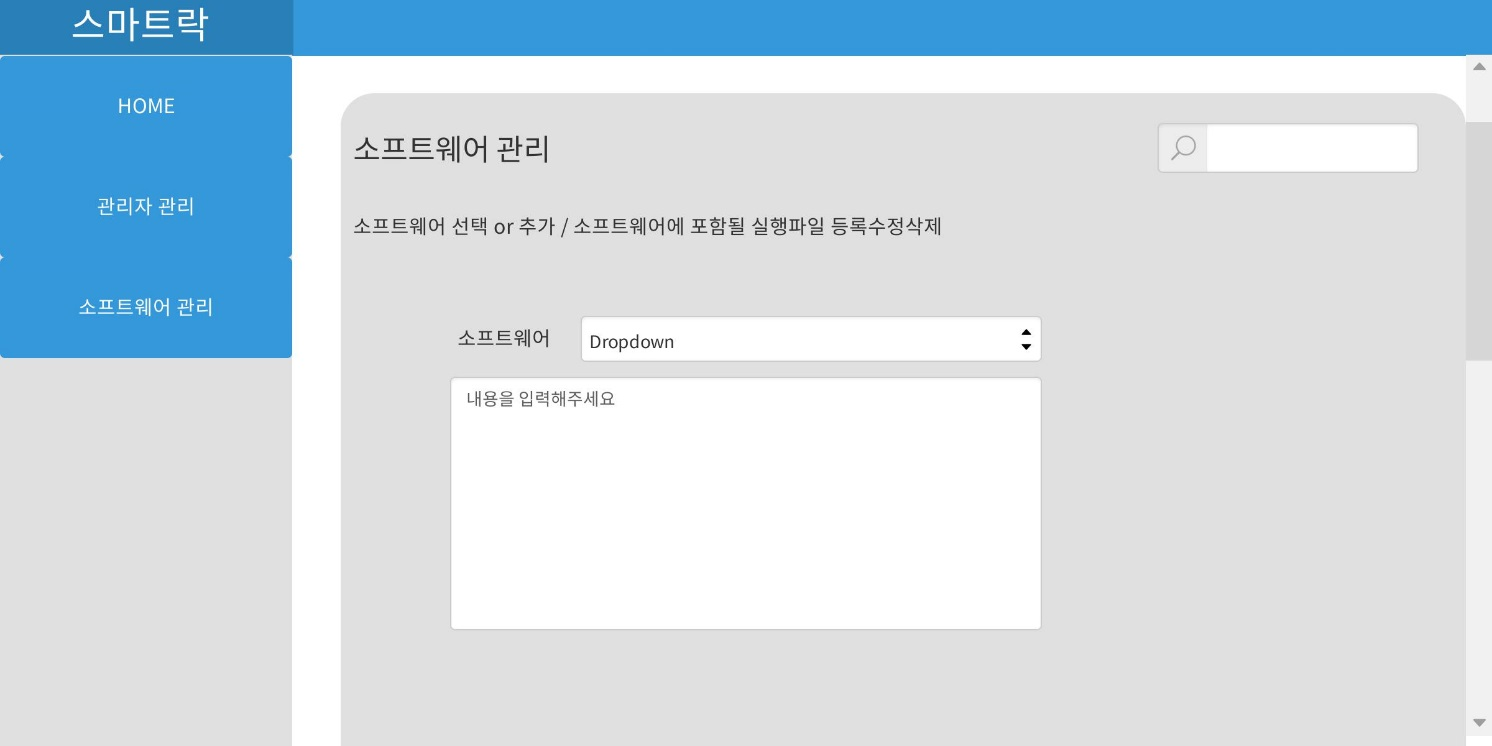 스마트락
HOME
관리자 관리
소프트웨어 관리
소프트웨어 관리
소프트웨어 선택 or 추가 / 소프트웨어에 포함될 실행파일 등록수정삭제
소프트웨어
Dropdown
내용을 입력해주세요